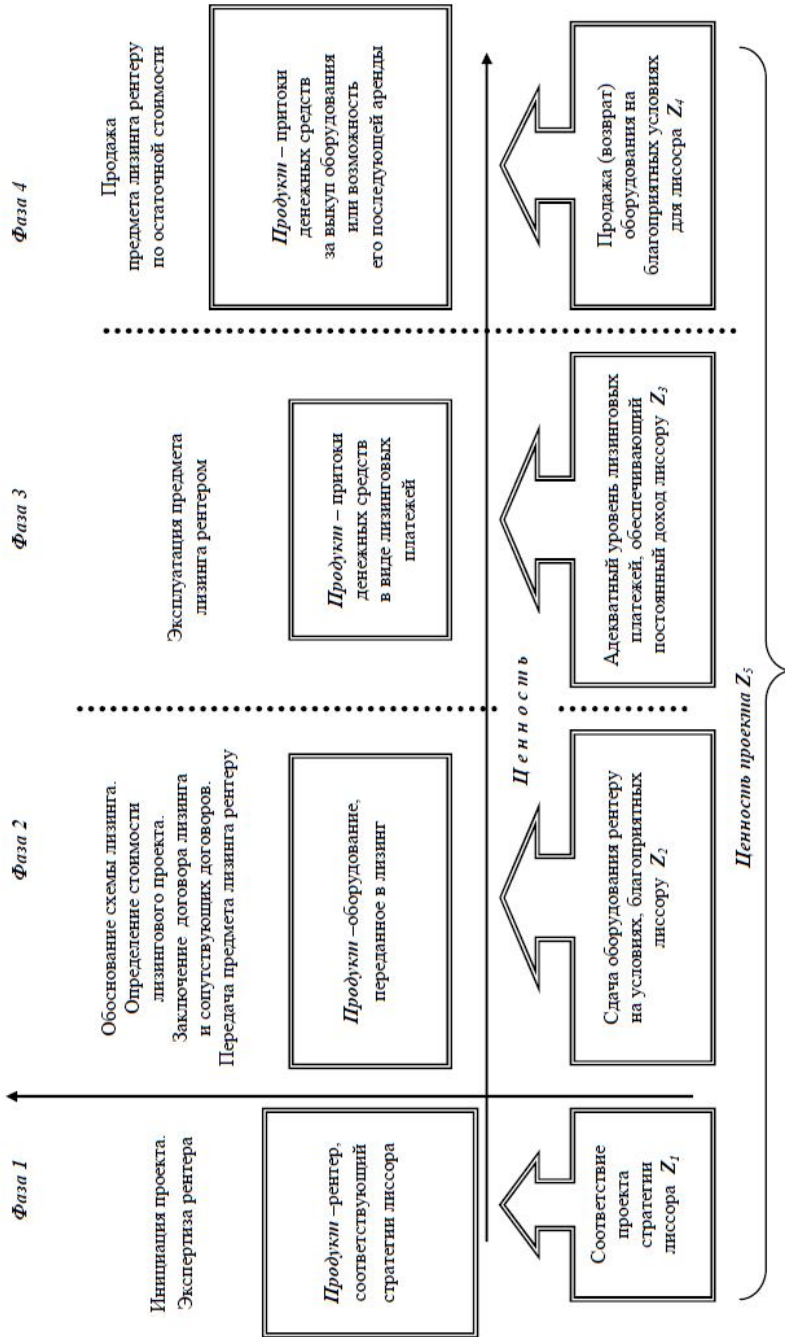 Фаза 1
Инициация проекта.
Экспертиза рентера
Продукт –рентер,
соответствующий
стратегии лиссора
Соответствие
проекта
стратегии
лиссора Z1
Фаза 2
Обоснование схемы лизинга.
Определение стоимости
лизингового проекта.
Заключение договора лизинга
и сопутствующих договоров.
Передача предмета лизинга рентеру
Продукт –оборудование,
переданное в лизинг
Сдача оборудования рентеру
на условиях, благоприятных
лиссору Z2
Ценность
Фаза 3
Эксплуатация предмета
лизинга рентером
Продукт – притоки
денежных средств
в виде лизинговых
платежей
Адекватный уровень лизинговых
платежей, обеспечивающий
постоянный доход лиссору Z3
Фаза 4
Продажа
предмета лизинга рентеру
по остаточной стоимости
Продукт – притоки
денежных средств
за выкуп оборудования
или возможность
его последующей аренды
Продажа (возврат)
оборудования на
благоприятных условиях
для лисосра Z4
Ценность проекта Z5